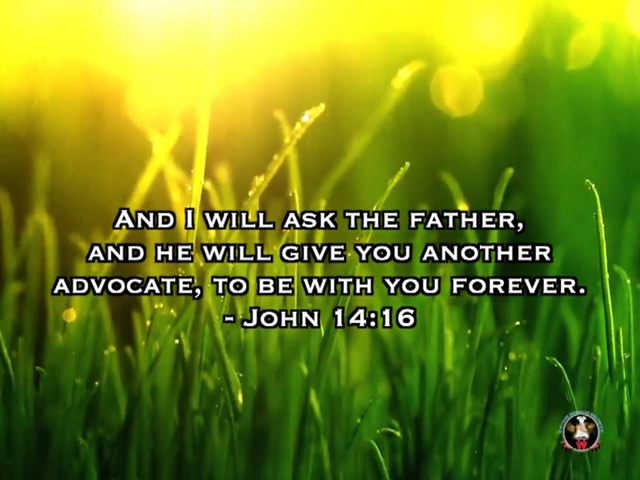 And I will ask the father,
and he will give you another
advocate, to be with you forever.
- John 14:16
W